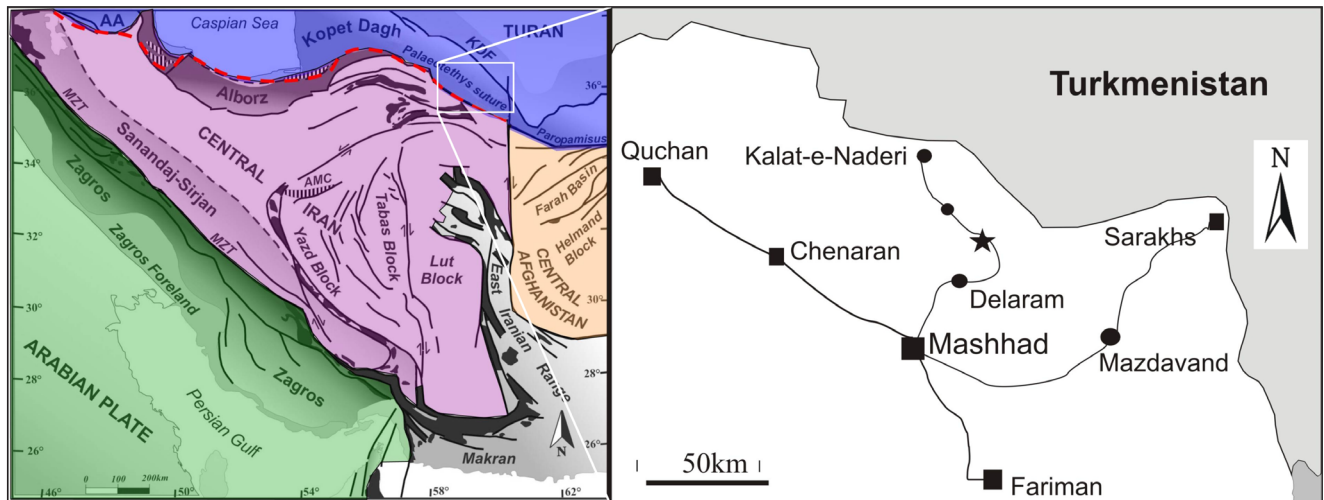 AA
Caspian Sea
Kopet Dagh
KDF
TURAN
Palaeotethys suture
36°
36°
Alborz
Paropamisus
MZT
CENTRAL
Sanandaj-Sirjan
34°
34°
Zagros
AMC
IRAN
Tabas Block
Farah Basin
Helmand
Block
32°
32°
Yazd Block
Lut
Block
CENTRAL
AFGHANISTAN
MZT
Zagros Foreland
East
Iranian
Range
30°
30°
ARABIAN PLATE
Zagros
28°
28°
Persian Gulf
N
26°
26°
Makran
0 100 200km
46°
50°
54°
58°
62°
Turkmenistan
N
Quchan
Kalat-e-Naderi
Chenaran
Sarakhs
Delaram
Mashhad
Mazdavand
50km
Fariman